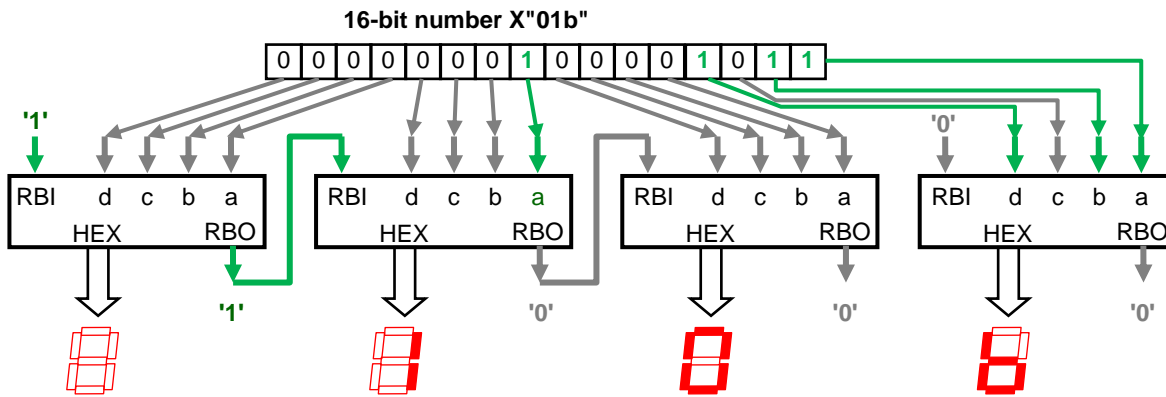 16-bit number X"01b"
0 0 0 0 0 0 0 1 0 0 0 0 1 0 1 1
'1' '0'
RBI d c b a RBI d c b a RBI d c b a RBI d c b a
HEX RBO HEX RBO HEX RBO HEX RBO
'1' '0' '0' '0'